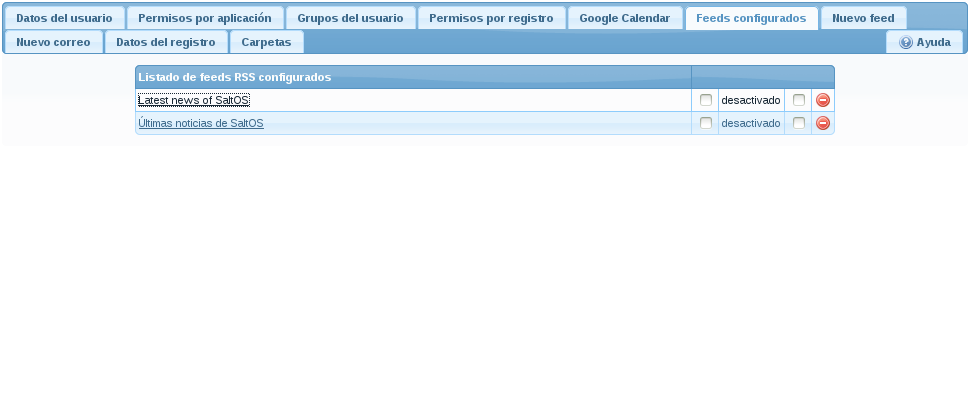 Datos del usuario Permisos por aplicación Grupos del usuario Permisos por registro Google Calendar Feeds configurados Nuevo feed
Nuevo correo Datos del registro Carpetas Ayuda
Listado de feeds RSS configurados
Latest news of SaltOS desactivado
Últimas noticias de SaltOS desactivado